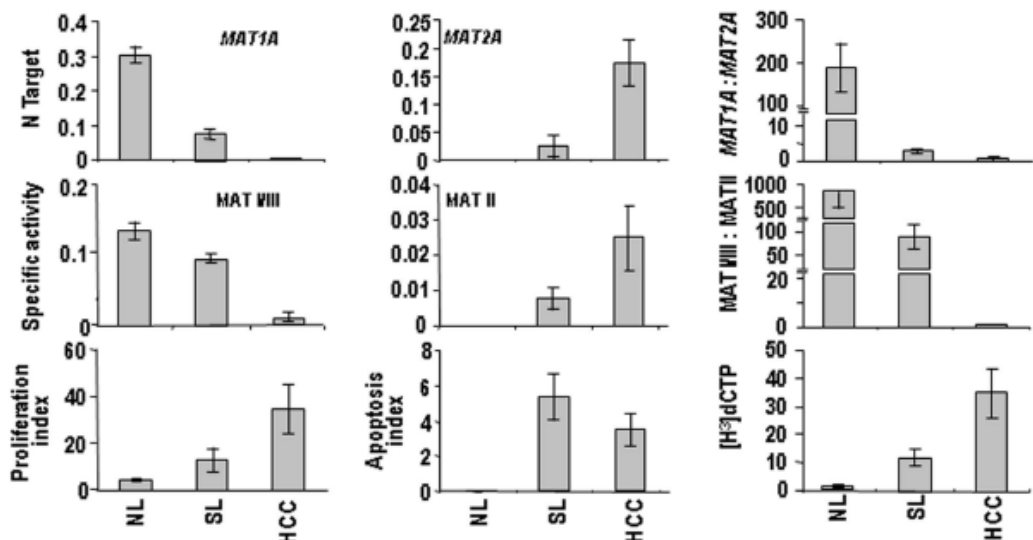 N Target
0.4
0.3
0.2
0.1
0
MAT1A
0.25
0.2
0.15
0.10
0.05
0
MAT2A
MAT1A:MAT2A
300
200
100
10
0
Specific activity
0.2
0.1
0
MAT I/III
0.04
0.03
0.02
0.01
0
MAT II
MAT I/III : MATII
1000
500
100
50
20
0
Proliferation
index
60
40
20
0
NL
SL
HCC
Apoptosis
index
8
6
4
2
0
NL
SL
HCC
[H³]dCTP
50
40
30
20
10
0
NL
SL
HCC